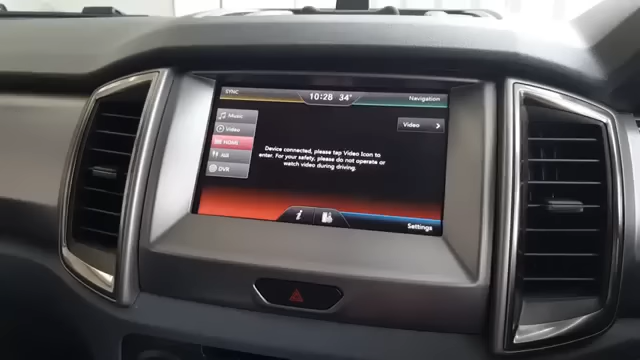 SYNC
10:28 34°
Navigation
Music
Video
HDMI
AUX
DVR
Video >
Device connected, please tap Video Icon to
enter. For your safety, please do not operate or
watch video during driving.
i
Settings